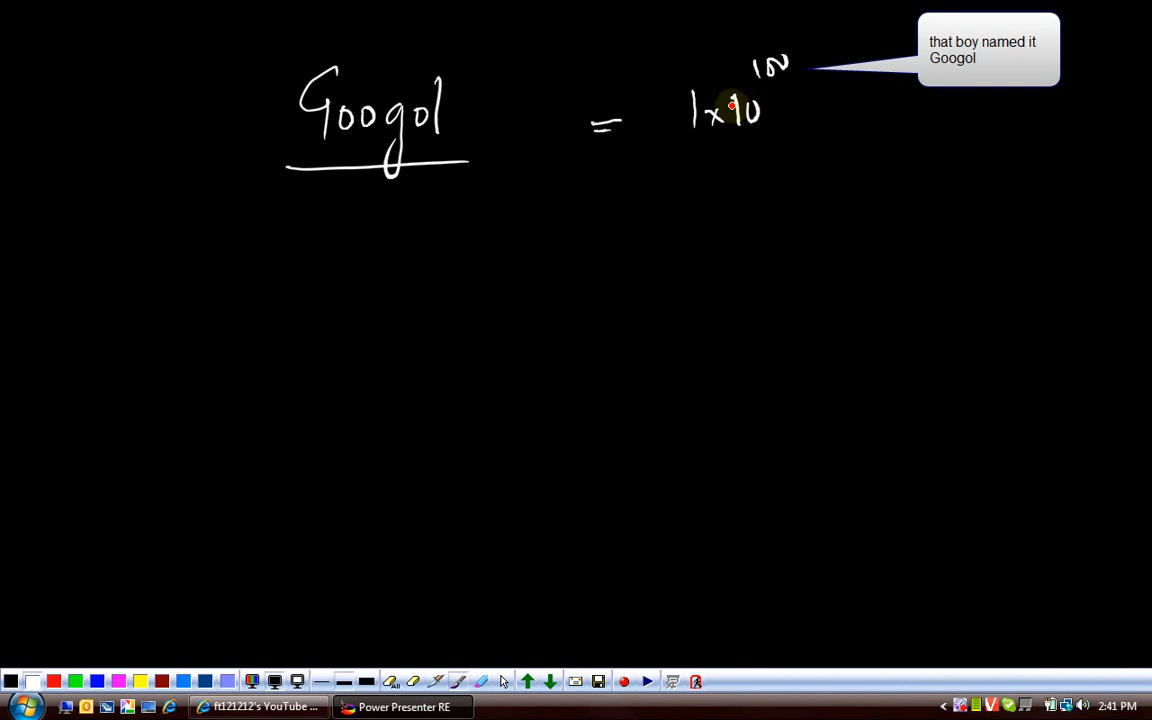 that boy named it
Googol
Googol = 1x10^100
ft121212's YouTube ...
Power Presenter RE
2:41 PM